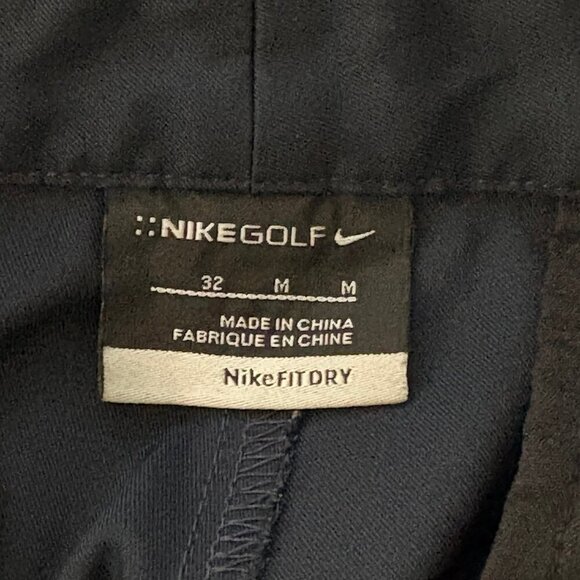 NIKEGOLF
32 M M
MADE IN CHINA
FABRIQUE EN CHINE
NikeFITDRY